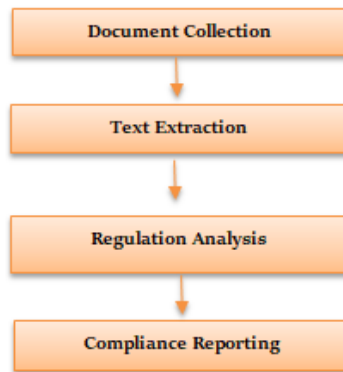 Document Collection
Text Extraction
Regulation Analysis
Compliance Reporting